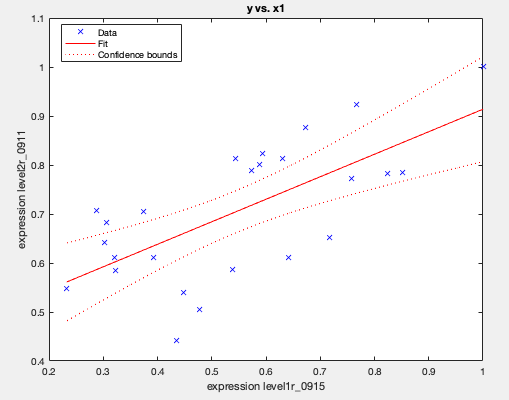 y vs. x1
Data
Fit
Confidence bounds
1.1
1
0.9
0.8
0.7
0.6
0.5
0.4
expression level2r_0911
0.2 0.3 0.4 0.5 0.6 0.7 0.8 0.9 1
expression level1r_0915